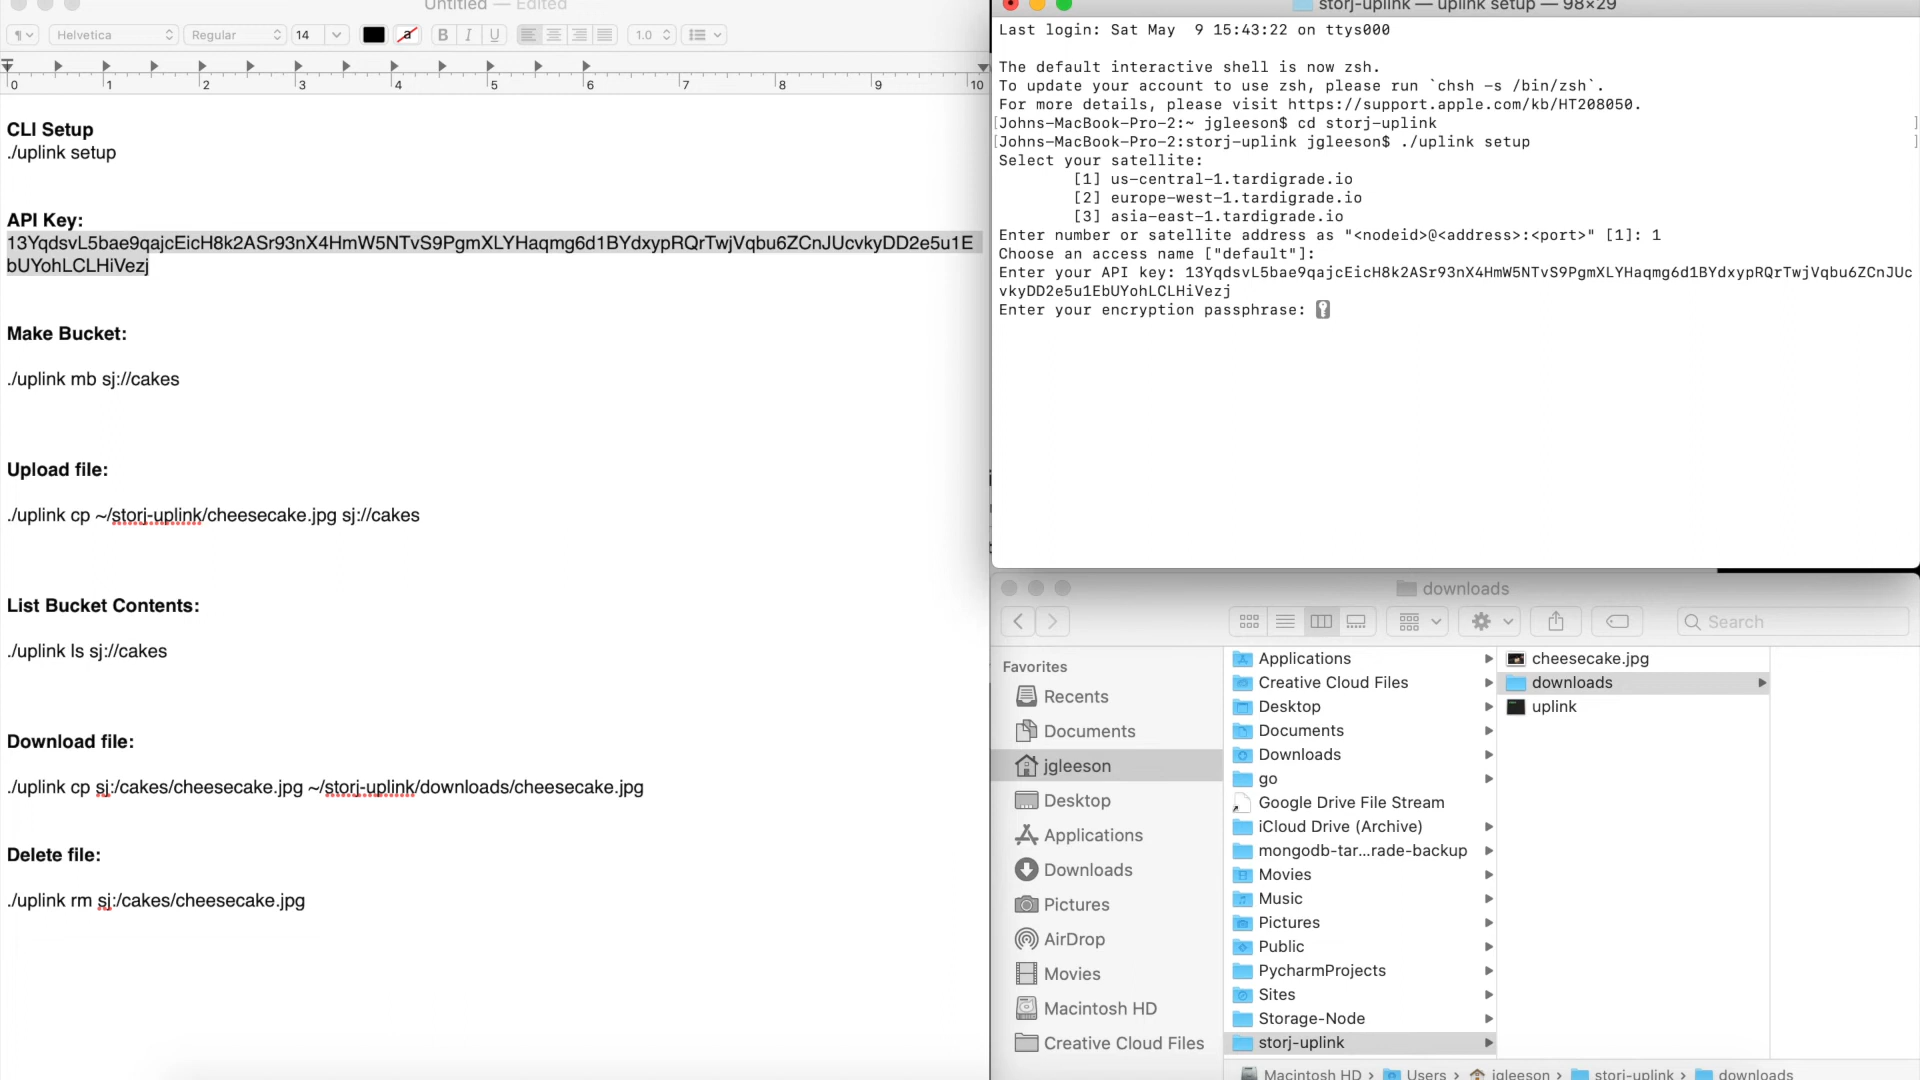 Untitled — Edited
Helvetica
Regular
14
a
B I U
1.0
0 1 2 3 4 5 6 7 8 9 10
CLI Setup
./uplink setup
API Key:
13YqdsvL5bae9qajcEicH8k2ASr93nX4HmW5NTvS9PgmXLYHaqmg6d1BYdxypRQrTwjVqbu6ZCnJUcvkyDD2e5u1E
bUYohLCLHiVezj
Make Bucket:
./uplink mb sj://cakes
Upload file:
./uplink cp ~/storj-uplink/cheesecake.jpg sj://cakes
List Bucket Contents:
./uplink ls sj://cakes
Download file:
./uplink cp sj:/cakes/cheesecake.jpg ~/storj-uplink/downloads/cheesecake.jpg
Delete file:
./uplink rm sj:/cakes/cheesecake.jpg
storj-uplink — uplink setup — 98×29
Last login: Sat May  9 15:43:22 on ttys000
The default interactive shell is now zsh.
To update your account to use zsh, please run `chsh -s /bin/zsh`.
For more details, please visit https://support.apple.com/kb/HT208050.
[Johns-MacBook-Pro-2:~ jgleeson$ cd storj-uplink ]
[Johns-MacBook-Pro-2:storj-uplink jgleeson$ ./uplink setup ]
Select your satellite:
[1] us-central-1.tardigrade.io
[2] europe-west-1.tardigrade.io
[3] asia-east-1.tardigrade.io
Enter number or satellite address as "<nodeid>@<address>:<port>" [1]: 1
Choose an access name ["default"]:
Enter your API key: 13YqdsvL5bae9qajcEicH8k2ASr93nX4HmW5NTvS9PgmXLYHaqmg6d1BYdxypRQrTwjVqbu6ZCnJUc
vkyDD2e5u1EbUYohLCLHiVezj
Enter your encryption passphrase:
downloads
Search
Favorites
Recents
Documents
jgleeson
Desktop
Applications
Downloads
Pictures
AirDrop
Movies
Macintosh HD
Creative Cloud Files
Applications
Creative Cloud Files
Desktop
Documents
Downloads
go
Google Drive File Stream
iCloud Drive (Archive)
mongodb-tar...rade-backup
Movies
Music
Pictures
Public
PycharmProjects
Sites
Storage-Node
storj-uplink
cheesecake.jpg
downloads
uplink
Macintosh HD › Users › jgleeson › storj-uplink › downloads